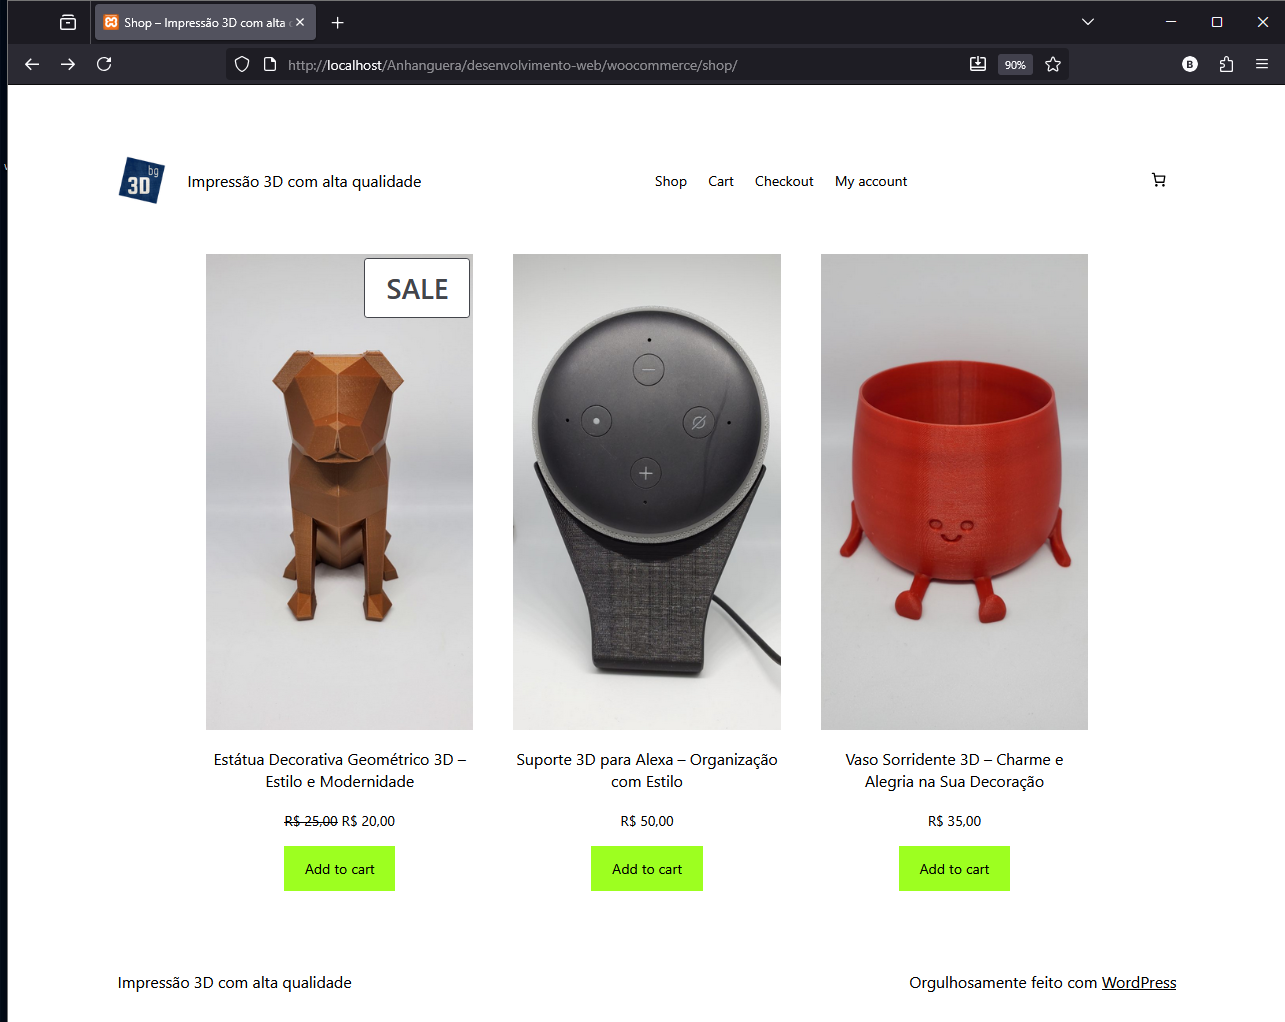 Shop – Impressão 3D com alta
http://localhost/Anhanguera/desenvolvimento-web/woocommerce/shop/
90%
B
bg
3D
Impressão 3D com alta qualidade
Shop
Cart
Checkout
My account
SALE
Estátua Decorativa Geométrico 3D –
Estilo e Modernidade
R$ 25,00 R$ 20,00
Add to cart
Suporte 3D para Alexa – Organização
com Estilo
R$ 50,00
Add to cart
Vaso Sorridente 3D – Charme e
Alegria na Sua Decoração
R$ 35,00
Add to cart
Impressão 3D com alta qualidade
Orgulhosamente feito com WordPress